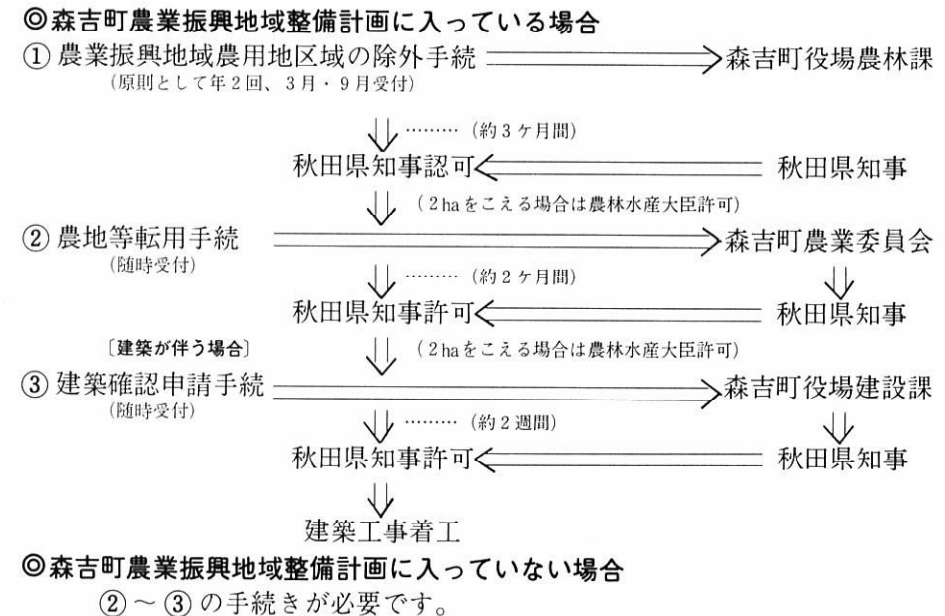 ◎森吉町農業振興地域整備計画に入っている場合
①農業振興地域農用地区域の除外手続 森吉町役場農林課
(原則として年2回、3月・9月受付)
………(約3ケ月間)
秋田県知事認可 秋田県知事
(2haをこえる場合は農林水産大臣許可)
②農地等転用手続 森吉町農業委員会
(随時受付)
………(約2ケ月間)
秋田県知事許可 秋田県知事
〔建築が伴う場合〕 (2haをこえる場合は農林水産大臣許可)
③建築確認申請手続 森吉町役場建設課
(随時受付)
………(約2週間)
秋田県知事許可 秋田県知事
建築工事着工
◎森吉町農業振興地域整備計画に入っていない場合
②～③の手続きが必要です。